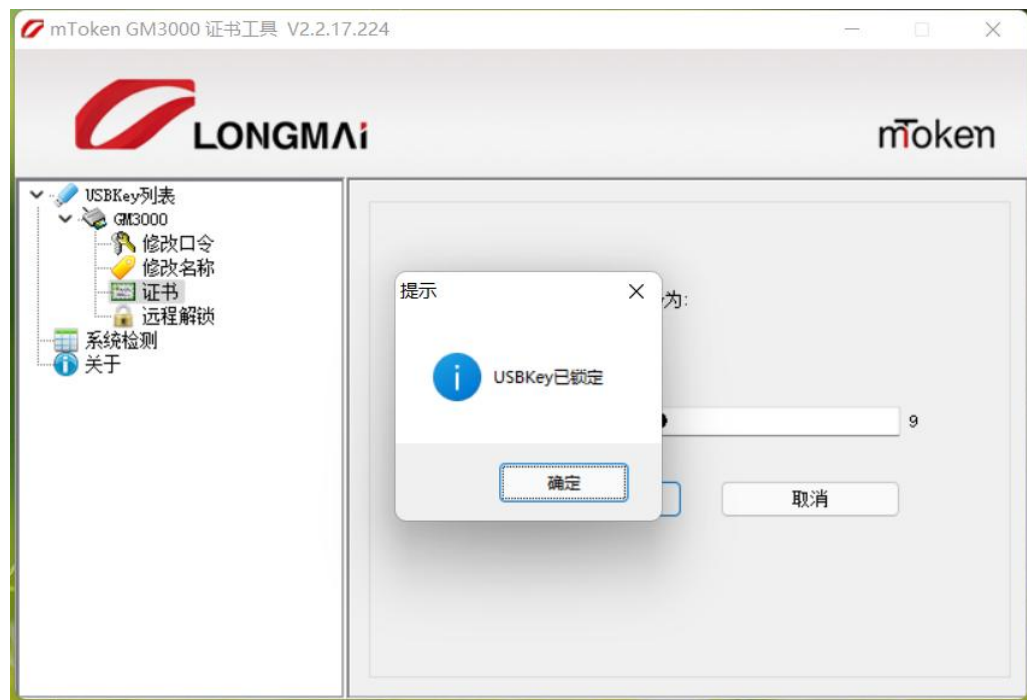 mToken GM3000 证书工具 V2.2.17.224
LONGMAi
mToken
USBKey列表
GM3000
修改口令
修改名称
证书
远程解锁
系统检测
关于
提示
为:
USBKey已锁定
9
确定
取消